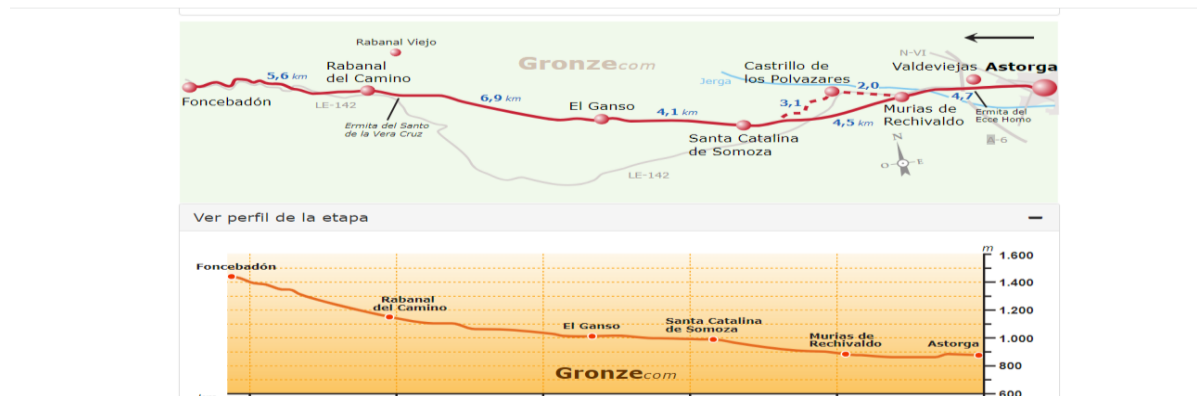 Rabanal Viejo
N-VI
Gronze.com
Rabanal
del Camino
Castrillo de
los Polvazares
Valdeviejas
Astorga
5,6 km
Jerga
2,0
Foncebadón
LE-142
6,9 km
El Ganso
3,1
4,7
4,1 km
Murias de
Rechivaldo
Ermita del
Ecce Homo
Ermita del Santo
de la Vera Cruz
4,5 km
Santa Catalina
de Somoza
N
-6
O
E
LE-142
Ver perfil de la etapa
m
1.600
Foncebadón
1.400
Rabanal
del Camino
1.200
El Ganso
Santa Catalina
de Somoza
Murias de
Rechivaldo
Astorga
1.000
800
Gronze.com
600